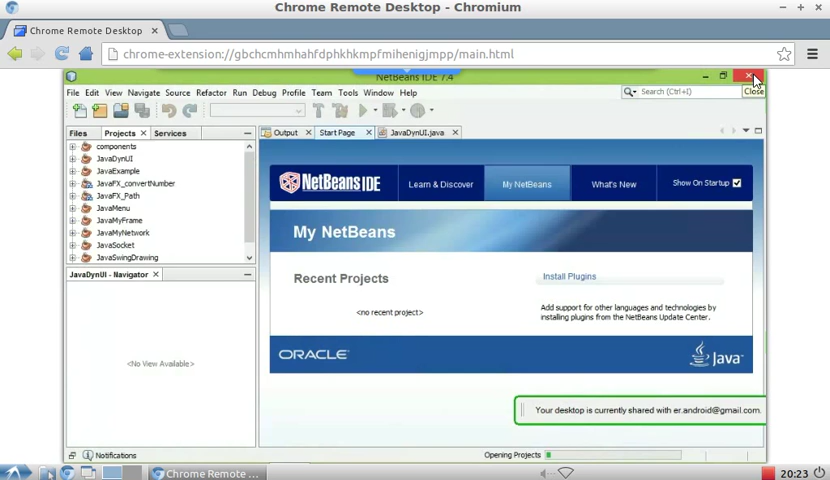 Chrome Remote Desktop - Chromium
Chrome Remote Desktop
chrome-extension://gbchcmhmhahfdphkhkmpfmihenigjmpp/main.html
NetBeans IDE 7.4
File Edit View Navigate Source Refactor Run Debug Profile Team Tools Window Help
Search (Ctrl+I)
Close
Files Projects Services
Output Start Page JavaDynUI.java
components
JavaDynUI
JavaExample
JavaFX_convertNumber
JavaFX_Path
JavaMenu
JavaMyFrame
JavaMyNetwork
JavaSocket
JavaSwingDrawing
NetBeans IDE
Learn & Discover
My NetBeans
What's New
Show On Startup
My NetBeans
Recent Projects
<no recent project>
Install Plugins
Add support for other languages and technologies by
installing plugins from the NetBeans Update Center.
ORACLE
Java
JavaDynUI - Navigator
<No View Available>
Your desktop is currently shared with er.android@gmail.com.
Notifications
Opening Projects
Chrome Remote ...
20:23